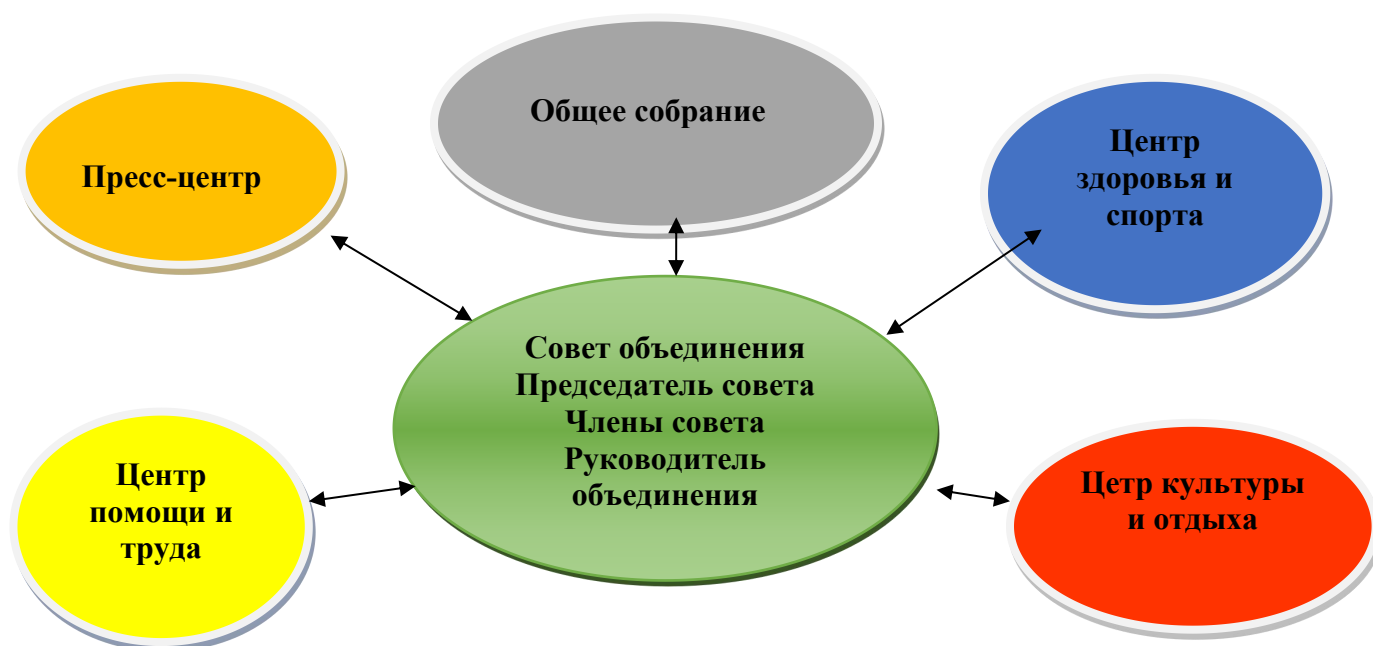 Общее собрание
Пресс-центр
Центр
здоровья и
спорта
Совет объединения
Председатель совета
Члены совета
Руководитель
объединения
Центр
помощи и
труда
Цетр культуры
и отдыха